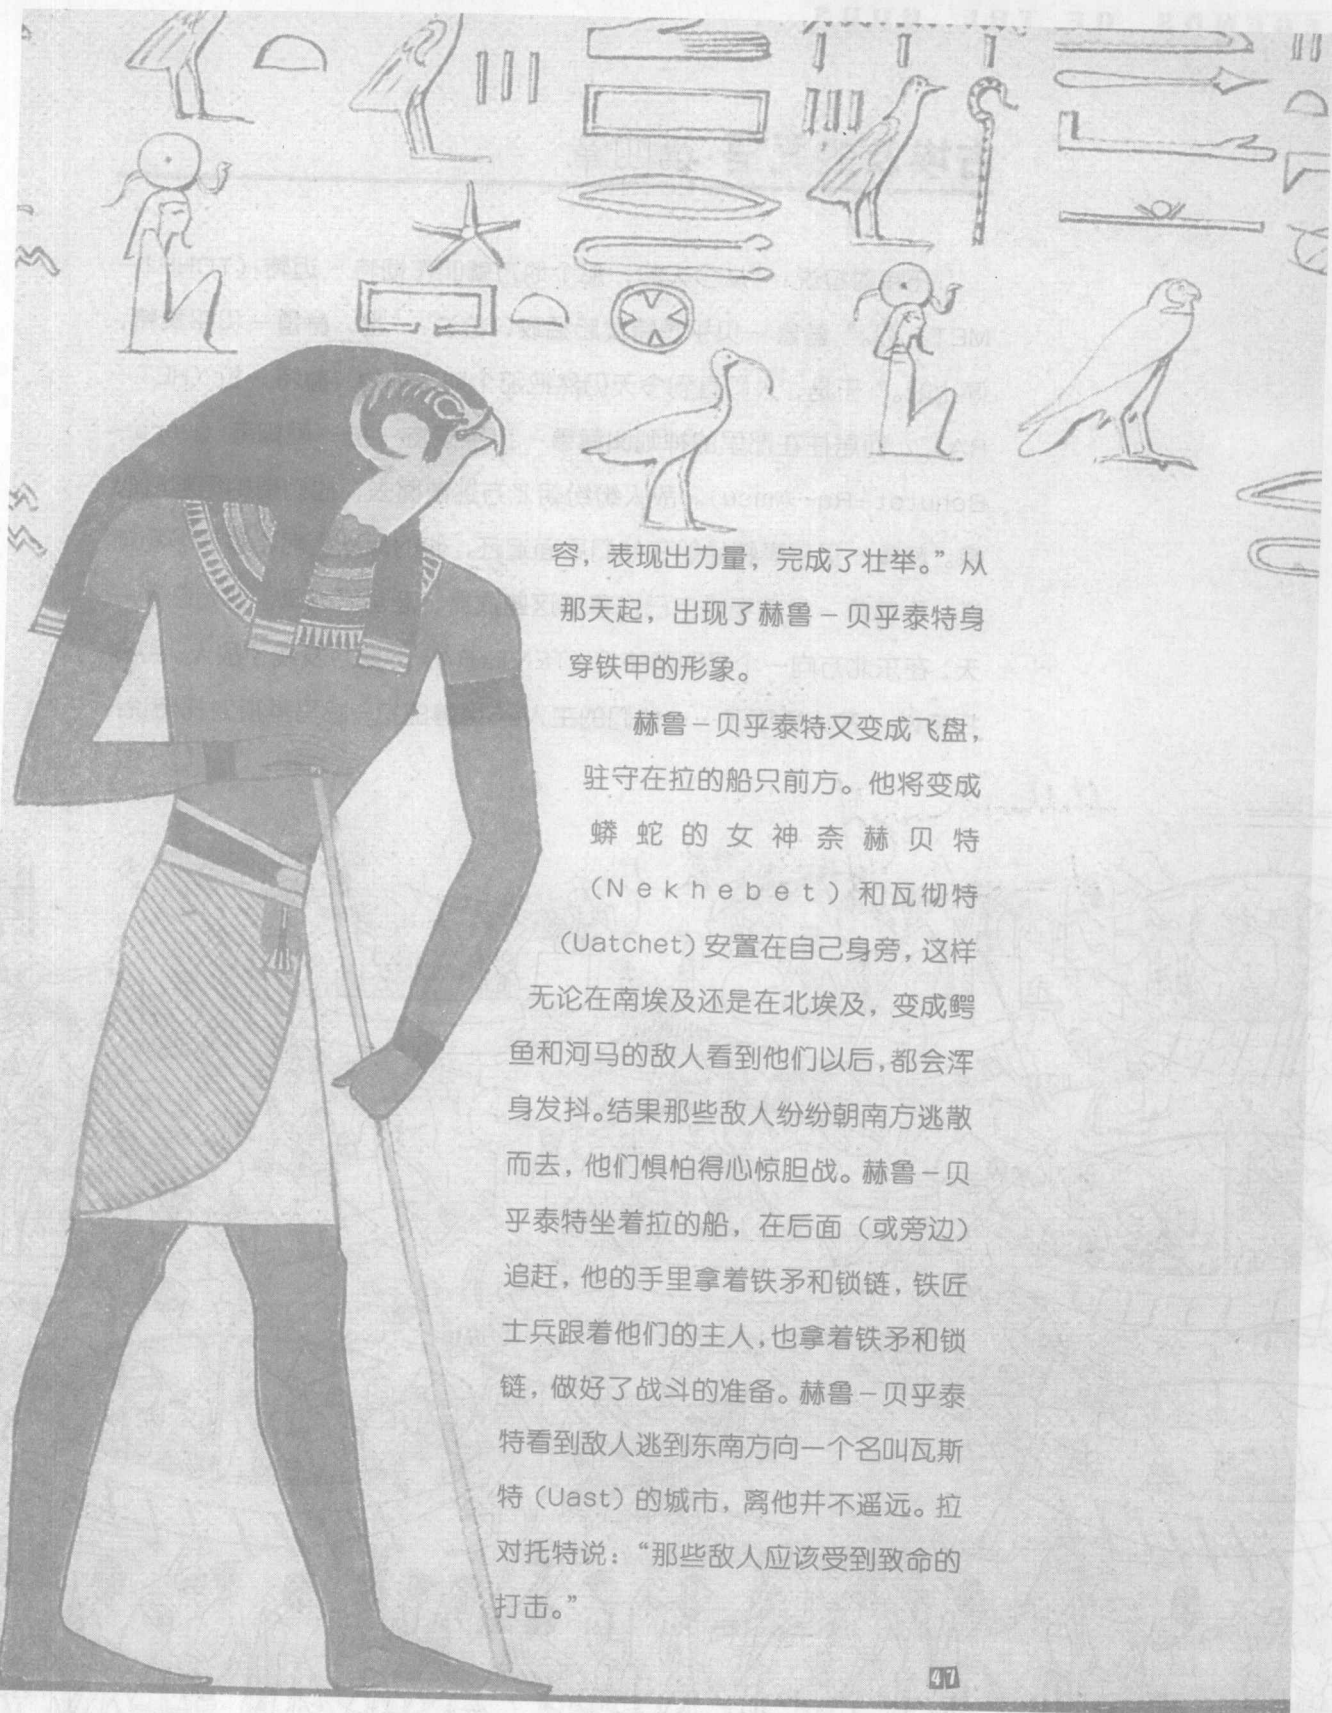 容，表现出力量，完成了壮举。”从
那天起，出现了赫鲁－贝乎泰特身
穿铁甲的形象。
赫鲁－贝乎泰特又变成飞盘，
驻守在拉的船只前方。他将变成
蟒蛇的女神奈赫贝特
（Nekhebet）和瓦彻特
（Uatchet）安置在自己身旁，这样
无论在南埃及还是在北埃及，变成鳄
鱼和河马的敌人看到他们以后，都会浑
身发抖。结果那些敌人纷纷朝南方逃散
而去，他们惧怕得心惊胆战。赫鲁－贝
乎泰特坐着拉的船，在后面（或旁边）
追赶，他的手里拿着铁矛和锁链，铁匠
士兵跟着他们的主人，也拿着铁矛和锁
链，做好了战斗的准备。赫鲁－贝乎泰
特看到敌人逃到东南方向一个名叫瓦斯
特（Uast）的城市，离他并不遥远。拉
对托特说：“那些敌人应该受到致命的
打击。”
47